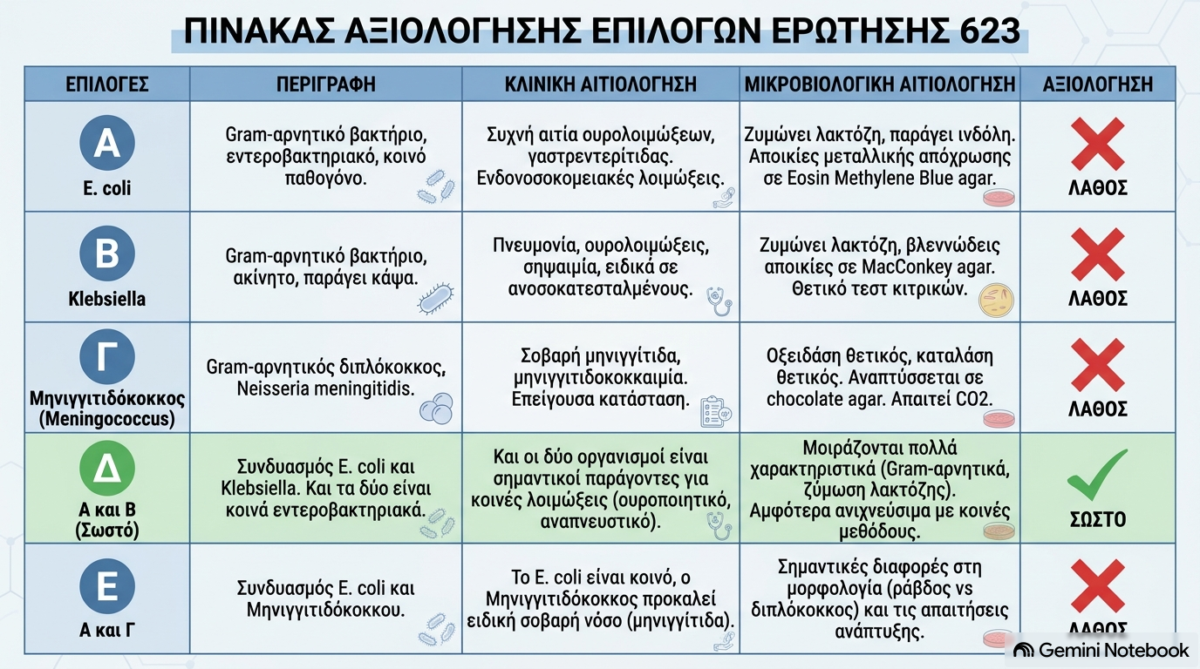 ΠΙΝΑΚΑΣ ΑΞΙΟΛΟΓΗΣΗΣ ΕΠΙΛΟΓΩΝ ΕΡΩΤΗΣΗΣ 623
ΕΠΙΛΟΓΕΣ
ΠΕΡΙΓΡΑΦΗ
ΚΛΙΝΙΚΗ ΑΙΤΙΟΛΟΓΗΣΗ
ΜΙΚΡΟΒΙΟΛΟΓΙΚΗ ΑΙΤΙΟΛΟΓΗΣΗ
ΑΞΙΟΛΟΓΗΣΗ
Α
E. coli
Gram-αρνητικό βακτήριο,
εντεροβακτηριακό, κοινό
παθογόνο.
Συχνή αιτία ουρολοιμώξεων,
γαστρεντερίτιδας.
Ενδονοσοκομειακές λοιμώξεις.
Ζυμώνει λακτόζη, παράγει ινδόλη.
Αποικίες μεταλλικής απόχρωσης
σε Eosin Methylene Blue agar.
ΛΑΘΟΣ
Β
Klebsiella
Gram-αρνητικό βακτήριο,
ακίνητο, παράγει κάψα.
Πνευμονία, ουρολοιμώξεις,
σηψαιμία, ειδικά σε
ανοσοκατεσταλμένους.
Ζυμώνει λακτόζη, βλεννώδεις
αποικίες σε MacConkey agar.
Θετικό τεστ κιτρικών.
ΛΑΘΟΣ
Γ
Μηνιγγιτιδόκοκκος
(Meningococcus)
Gram-αρνητικός διπλόκοκκος,
Neisseria meningitidis.
Σοβαρή μηνιγγίτιδα,
μηνιγγιτιδοκοκκαιμία.
Επείγουσα κατάσταση.
Οξειδάση θετικός, καταλάση
θετικός. Αναπτύσσεται σε
chocolate agar. Απαιτεί CO2.
ΛΑΘΟΣ
Δ
Α και Β
(Σωστό)
Συνδυασμός E. coli και
Klebsiella. Και τα δύο είναι
κοινά εντεροβακτηριακά.
Και οι δύο οργανισμοί είναι
σημαντικοί παράγοντες για
κοινές λοιμώξεις (ουροποιητικό,
αναπνευστικό).
Μοιράζονται πολλά
χαρακτηριστικά (Gram-αρνητικά,
ζύμωση λακτόζης).
Αμφότερα ανιχνεύσιμα με κοινές
μεθόδους.
ΣΩΣΤΟ
Ε
Α και Γ
Συνδυασμός E. coli και
Μηνιγγιτιδόκοκκου.
Το E. coli είναι κοινό, ο
Μηνιγγιτιδόκοκκος προκαλεί
ειδική σοβαρή νόσο (μηνιγγίτιδα).
Σημαντικές διαφορές στη
μορφολογία (ράβδος vs
διπλόκοκκος) και τις απαιτήσεις
ανάπτυξης.
ΛΑΘΟΣ
Gemini Notebook